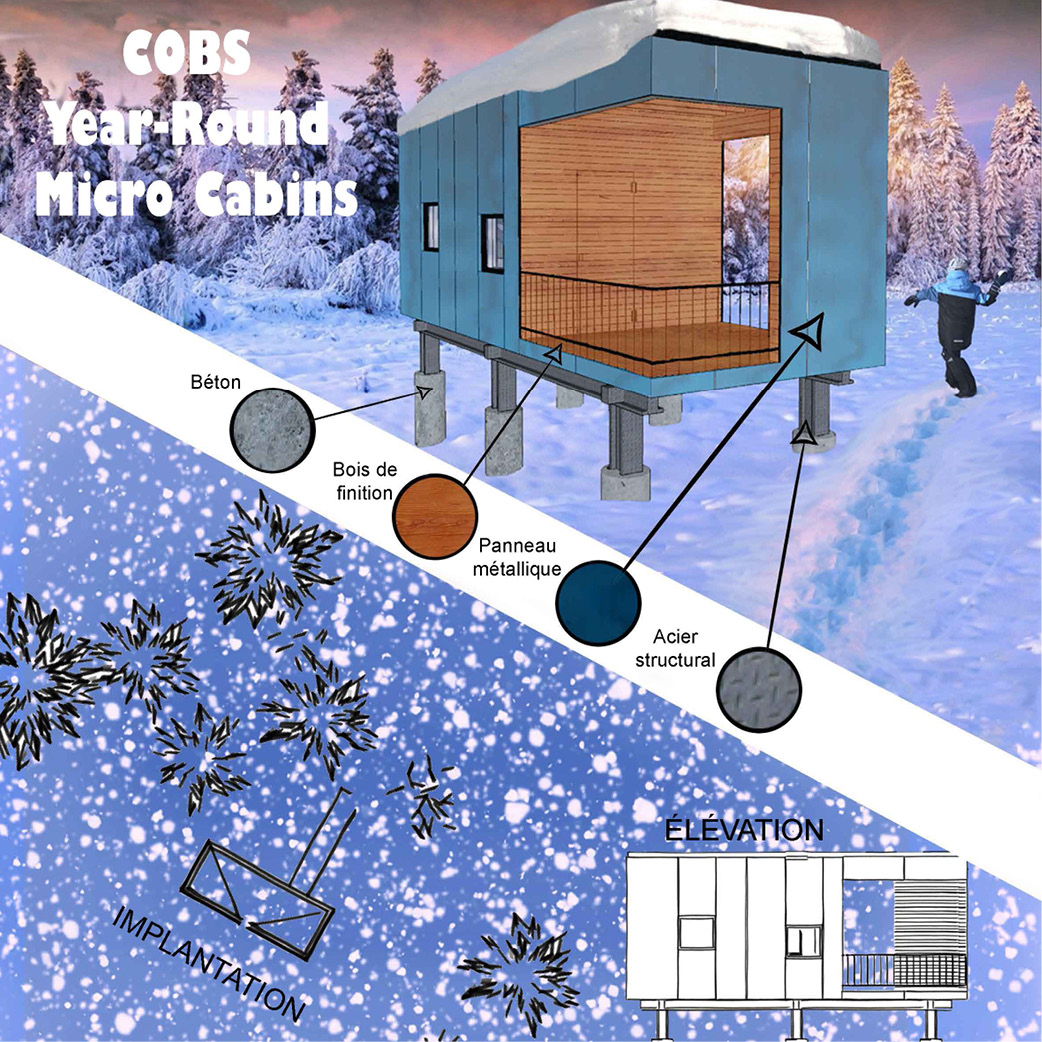 COBS
Year-Round
Micro Cabins
Béton
Bois de
finition
Panneau
métallique
Acier
structural
ÉLÉVATION
IMPLANTATION